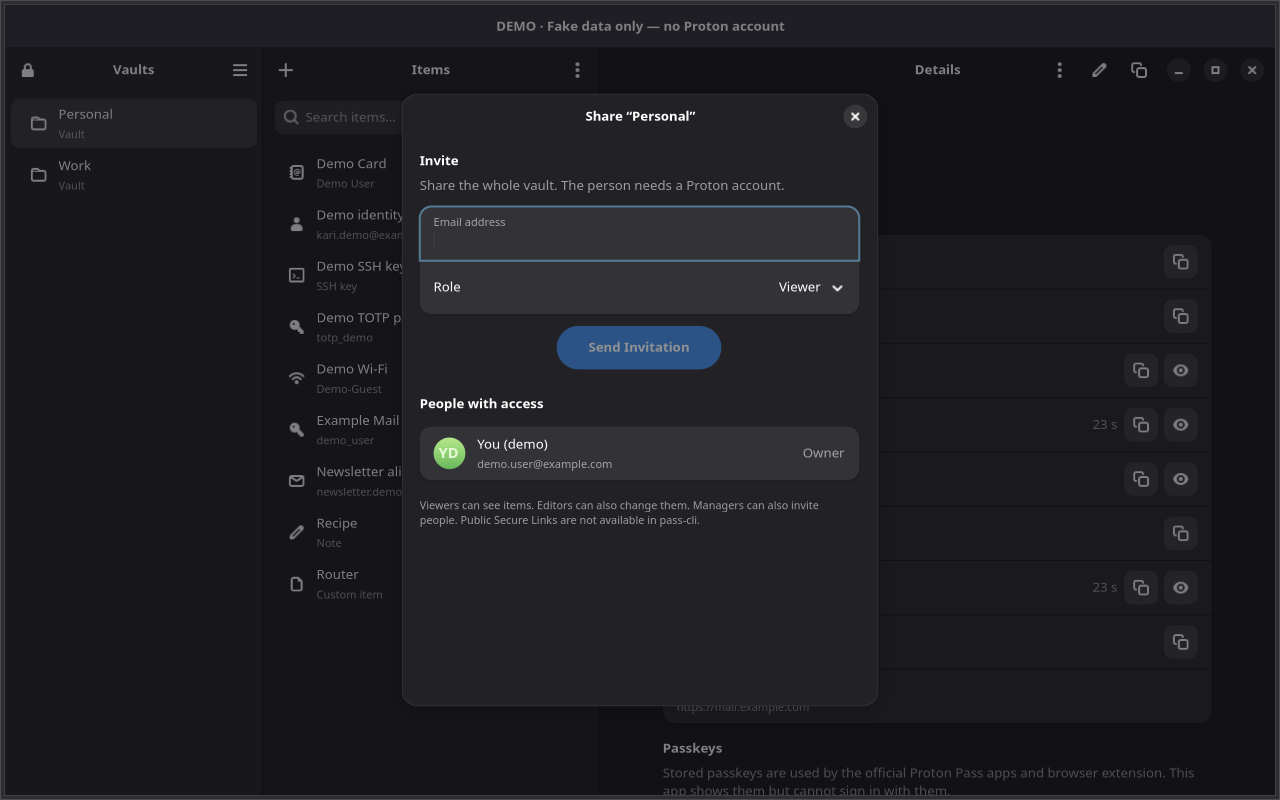 DEMO · Fake data only — no Proton account
Vaults
Personal
Vault
Work
Vault
Items
Search items...
Demo Card
Demo User
Demo identity
kari.demo@exam
Demo SSH key
SSH key
Demo TOTP p
totp_demo
Demo Wi-Fi
Demo-Guest
Example Mail
demo_user
Newsletter ali
newsletter.demo
Recipe
Note
Router
Custom item
Share “Personal”
Invite
Share the whole vault. The person needs a Proton account.
Email address
Role
Viewer
Send Invitation
People with access
YD
You (demo)
demo.user@example.com
Owner
Viewers can see items. Editors can also change them. Managers can also invite
people. Public Secure Links are not available in pass-cli.
Details
23 s
23 s
https://mail.example.com
Passkeys
Stored passkeys are used by the official Proton Pass apps and browser extension. This
app shows them but cannot sign in with them.